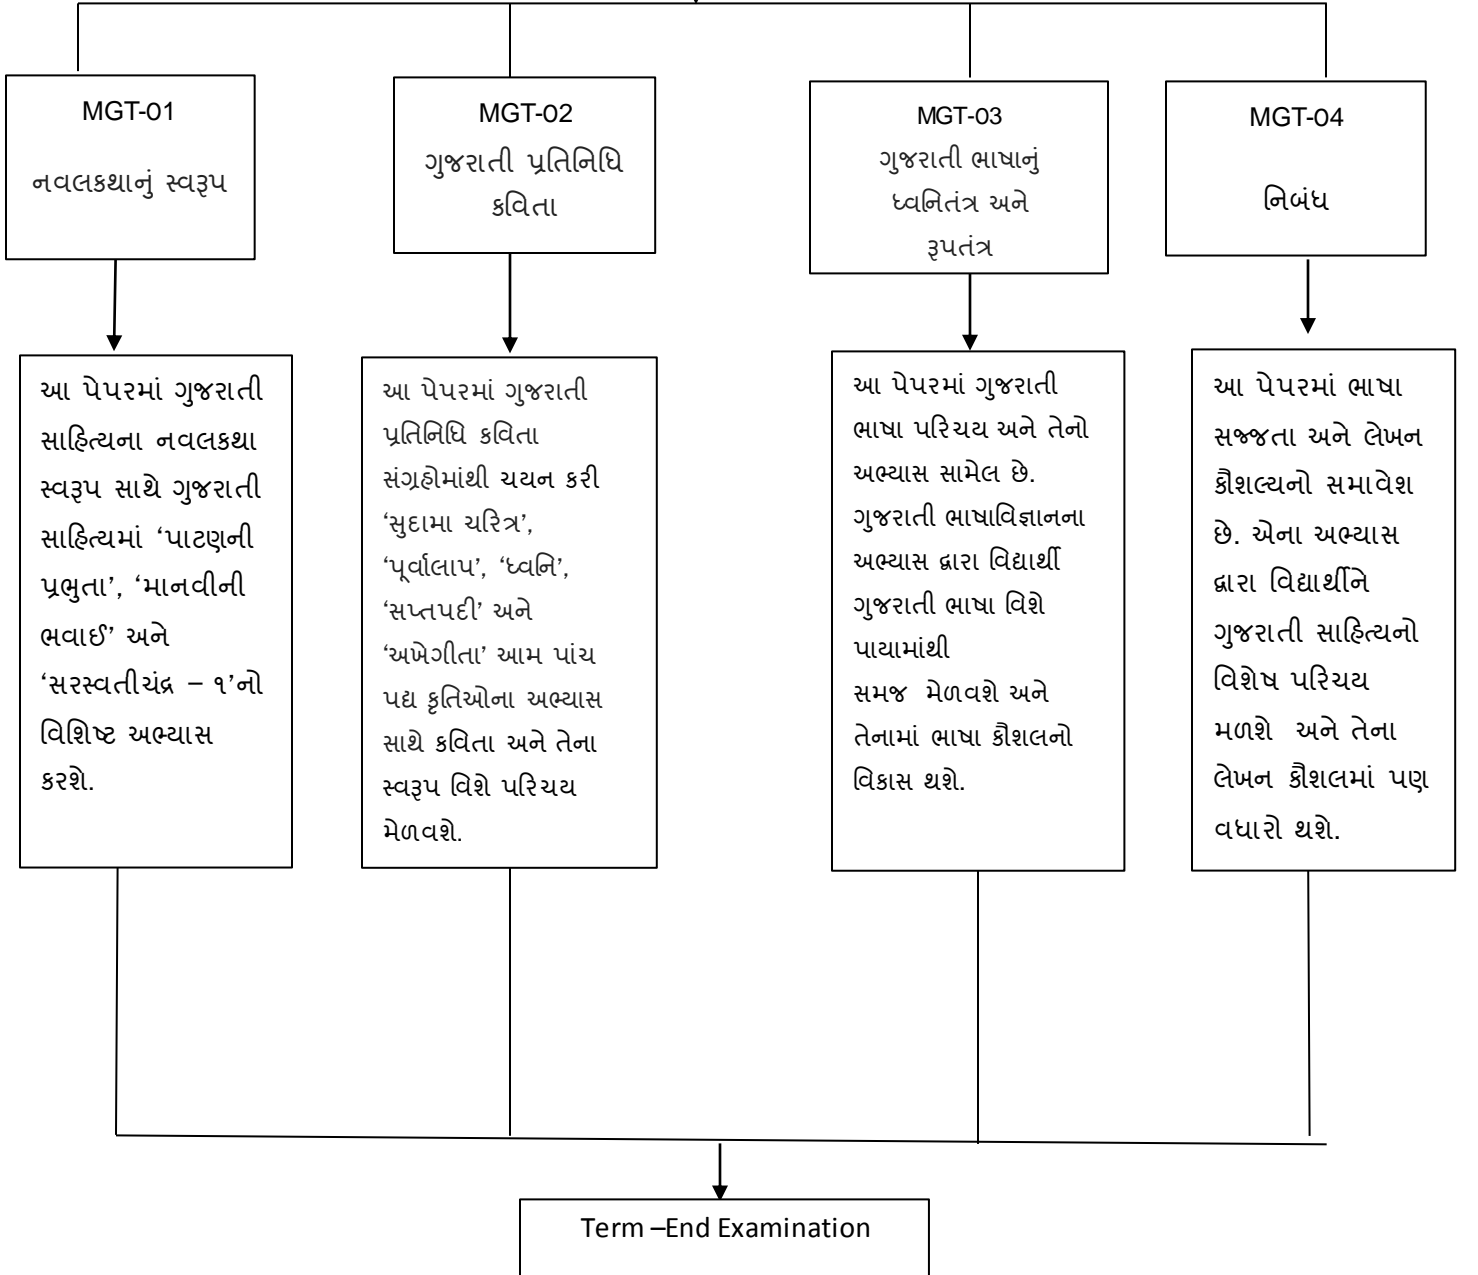 MGT-01
નવલકથાનું સ્વરૂપ
MGT-02
ગુજરાતી પ્રતિનિધિ
કવિતા
MGT-03
ગુજરાતી ભાષાનું
ધ્વનિતંત્ર અને
રૂપતંત્ર
MGT-04
નિબંધ
આ પેપરમાં ગુજરાતી
સાહિત્યના નવલકથા
સ્વરૂપ સાથે ગુજરાતી
સાહિત્યમાં ‘પાટણની
પ્રભુતા’, ‘માનવીની
ભવાઈ’ અને
‘સરસ્વતીચંદ્ર – ૧’નો
વિશિષ્ટ અભ્યાસ
કરશે.
આ પેપરમાં ગુજરાતી
પ્રતિનિધિ કવિતા
સંગ્રહોમાંથી ચયન કરી
‘સુદામા ચરિત્ર’,
‘પૂર્વાલાપ’, ‘ધ્વનિ’,
‘સપ્તપદી’ અને
‘અખેગીતા’ આમ પાંચ
પદ્ય કૃતિઓના અભ્યાસ
સાથે કવિતા અને તેના
સ્વરૂપ વિશે પરિચય
મેળવશે.
આ પેપરમાં ગુજરાતી
ભાષા પરિચય અને તેનો
અભ્યાસ સામેલ છે.
ગુજરાતી ભાષાવિજ્ઞાનના
અભ્યાસ દ્વારા વિદ્યાર્થી
ગુજરાતી ભાષા વિશે
પાયામાંથી
સમજ મેળવશે અને
તેનામાં ભાષા કૌશલનો
વિકાસ થશે.
આ પેપરમાં ભાષા
સજ્જતા અને લેખન
કૌશલ્યનો સમાવેશ
છે. એના અભ્યાસ
દ્વારા વિદ્યાર્થીને
ગુજરાતી સાહિત્યનો
વિશેષ પરિચય
મળશે અને તેના
લેખન કૌશલમાં પણ
વધારો થશે.
Term –End Examination